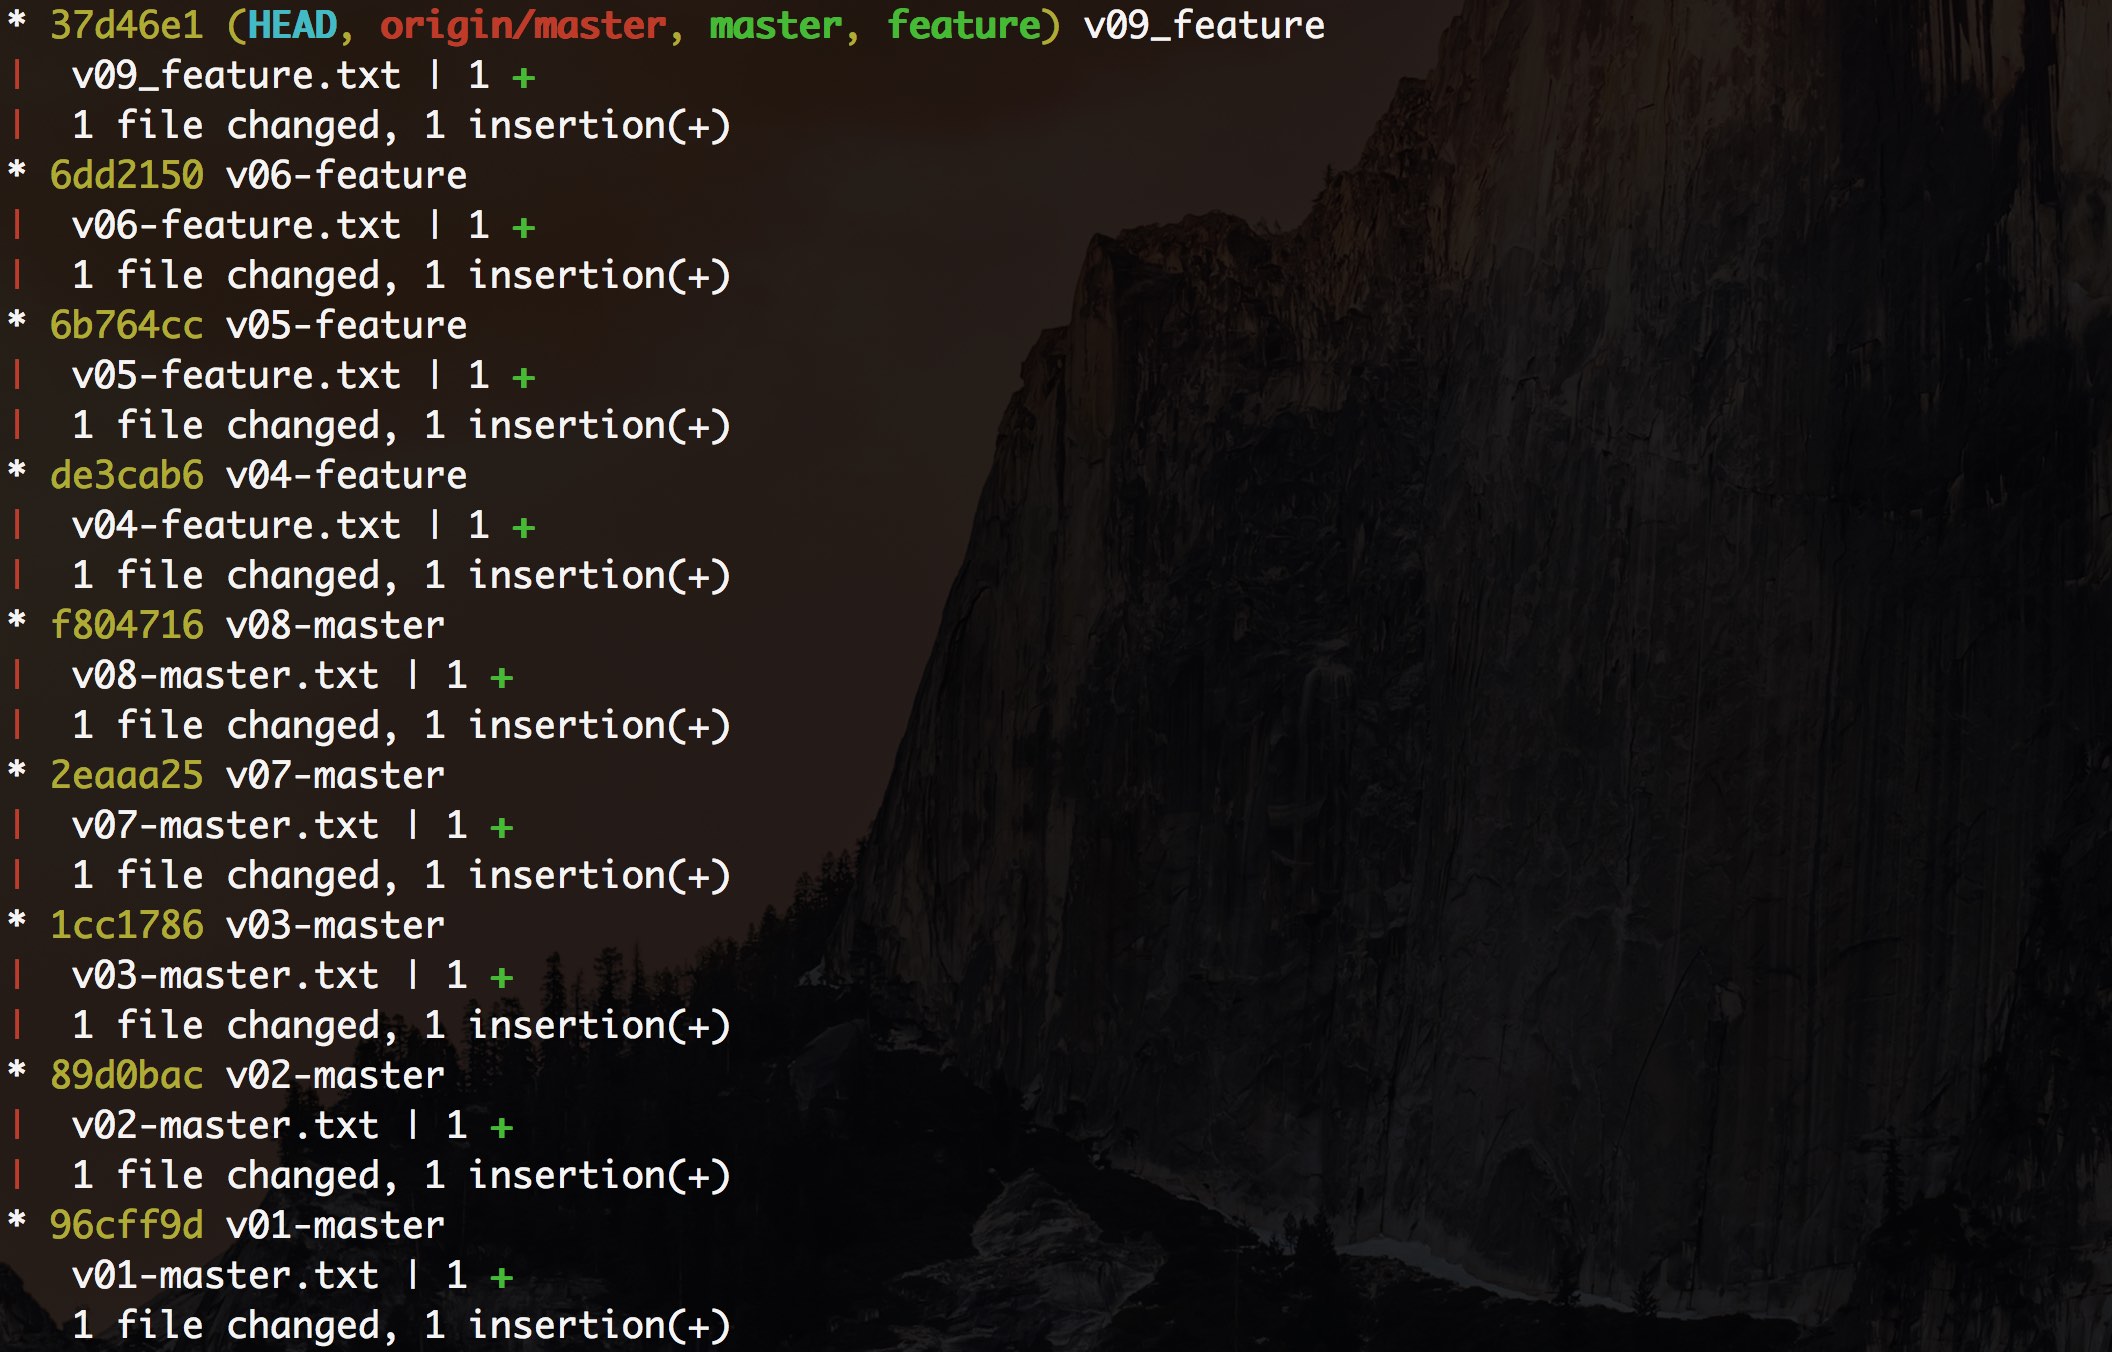 * 37d46e1 (HEAD, origin/master, master, feature) v09_feature
|  v09_feature.txt | 1 +
|  1 file changed, 1 insertion(+)
* 6dd2150 v06-feature
|  v06-feature.txt | 1 +
|  1 file changed, 1 insertion(+)
* 6b764cc v05-feature
|  v05-feature.txt | 1 +
|  1 file changed, 1 insertion(+)
* de3cab6 v04-feature
|  v04-feature.txt | 1 +
|  1 file changed, 1 insertion(+)
* f804716 v08-master
|  v08-master.txt | 1 +
|  1 file changed, 1 insertion(+)
* 2eaaa25 v07-master
|  v07-master.txt | 1 +
|  1 file changed, 1 insertion(+)
* 1cc1786 v03-master
|  v03-master.txt | 1 +
|  1 file changed, 1 insertion(+)
* 89d0bac v02-master
|  v02-master.txt | 1 +
|  1 file changed, 1 insertion(+)
* 96cff9d v01-master
   v01-master.txt | 1 +
   1 file changed, 1 insertion(+)